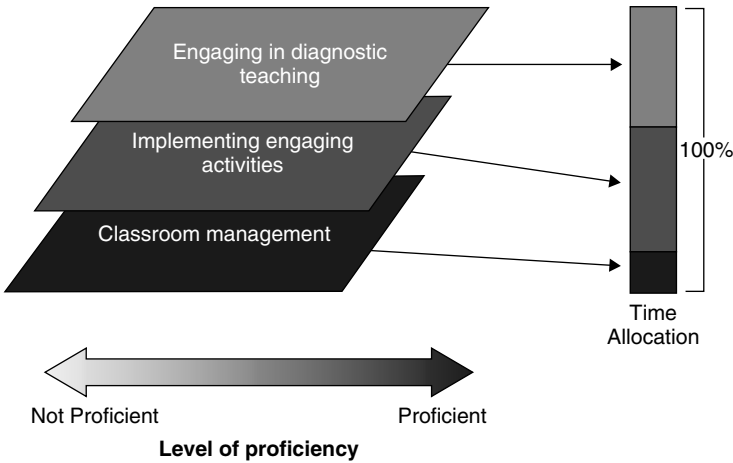 Engaging in diagnostic
teaching
Implementing engaging
activities
Classroom management
100%
Time
Allocation
Not Proficient
Proficient
Level of proficiency